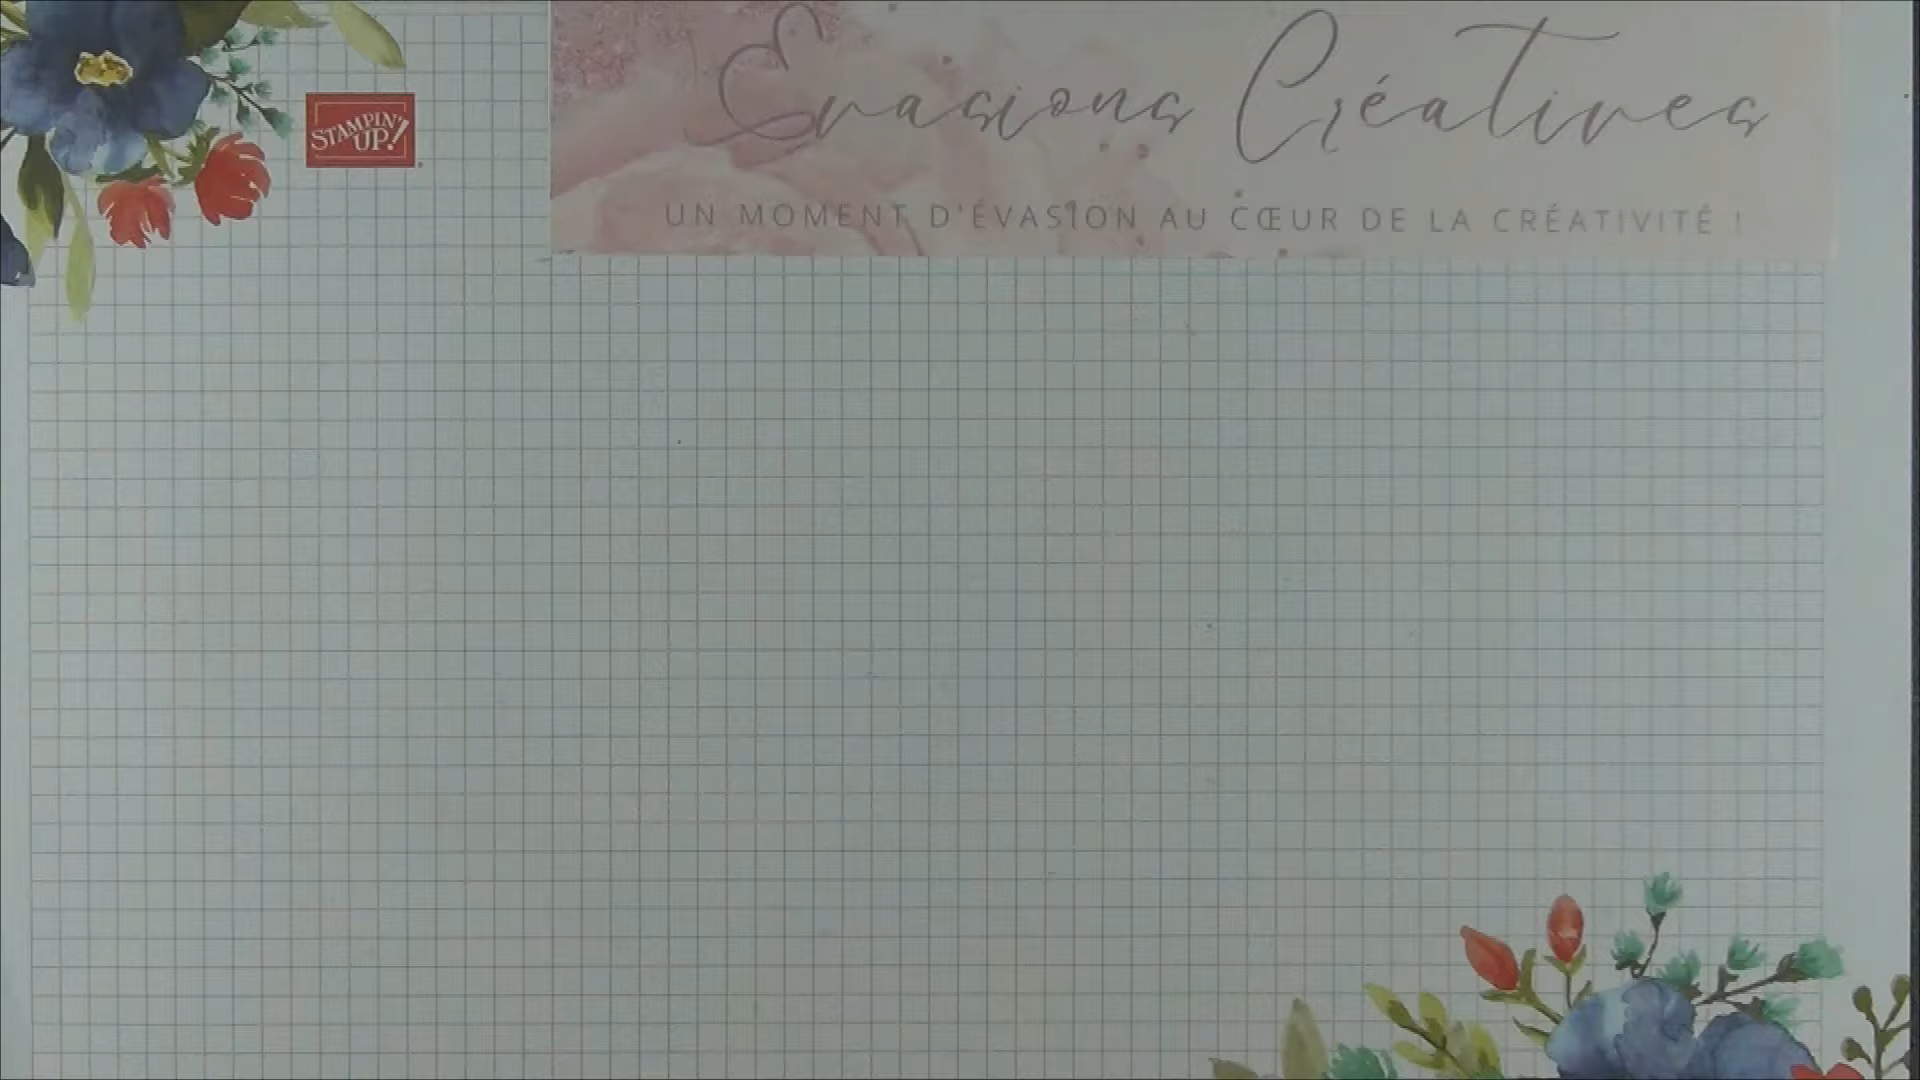 STAMPIN' UP!
Evasions Créatives
UN MOMENT D'ÉVASION AU CŒUR DE LA CRÉATIVITÉ !